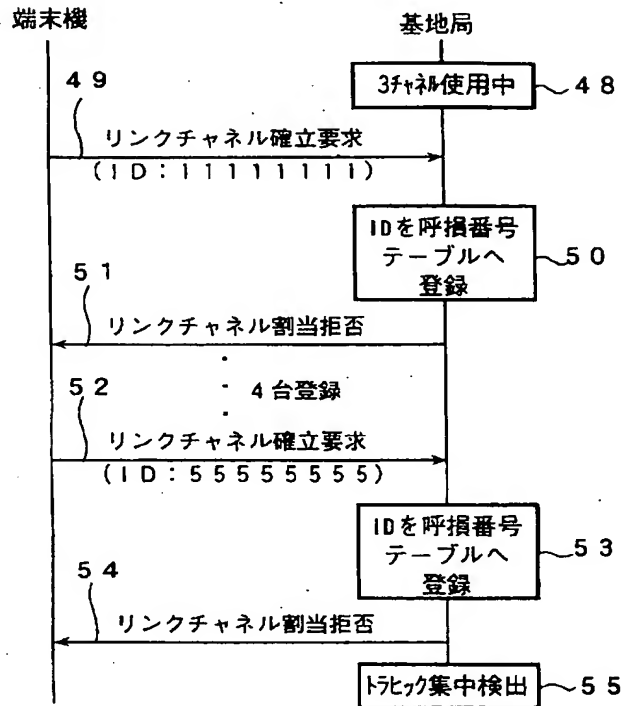 端末機
基地局
3チャネル使用中
48
49
リンクチャネル確立要求
(ID:11111111)
IDを呼損番号
テーブルへ
登録
50
51
リンクチャネル割当拒否
4台登録
52
リンクチャネル確立要求
(ID:55555555)
IDを呼損番号
テーブルへ
登録
53
54
リンクチャネル割当拒否
トラヒック集中検出
55